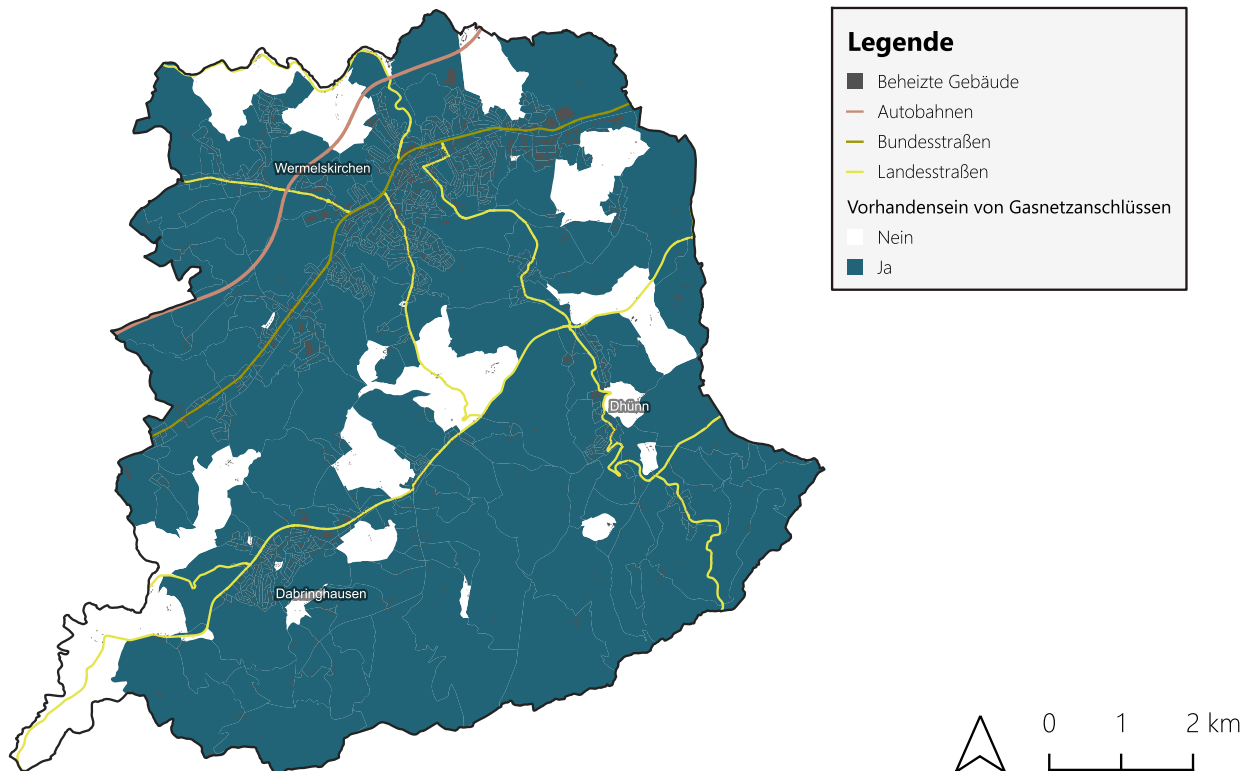 Legende
Beheizte Gebäude
Autobahnen
Bundesstraßen
Landesstraßen
Vorhandensein von Gasnetzanschlüssen
Nein
Ja
Wermelskirchen
Dhünn
Dabringhausen
0 1 2 km